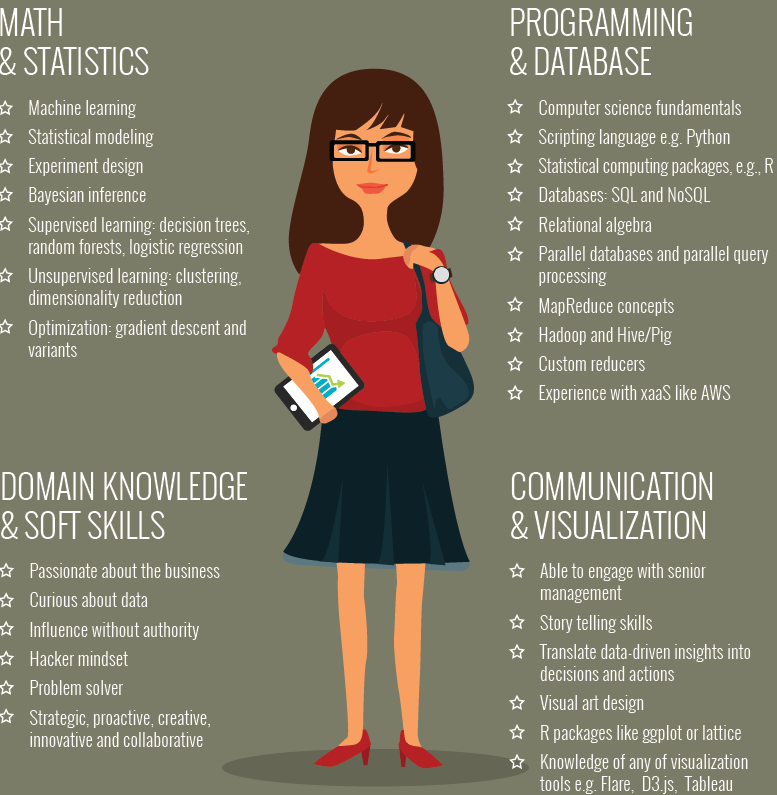 MATH
& STATISTICS
Machine learning
Statistical modeling
Experiment design
Bayesian inference
Supervised learning: decision trees,
random forests, logistic regression
Unsupervised learning: clustering,
dimensionality reduction
Optimization: gradient descent and
variants
PROGRAMMING
& DATABASE
Computer science fundamentals
Scripting language e.g. Python
Statistical computing packages, e.g., R
Databases: SQL and NoSQL
Relational algebra
Parallel databases and parallel query
processing
MapReduce concepts
Hadoop and Hive/Pig
Custom reducers
Experience with xaaS like AWS
DOMAIN KNOWLEDGE
& SOFT SKILLS
Passionate about the business
Curious about data
Influence without authority
Hacker mindset
Problem solver
Strategic, proactive, creative,
innovative and collaborative
COMMUNICATION
& VISUALIZATION
Able to engage with senior
management
Story telling skills
Translate data-driven insights into
decisions and actions
Visual art design
R packages like ggplot or lattice
Knowledge of any of visualization
tools e.g. Flare, D3.js, Tableau